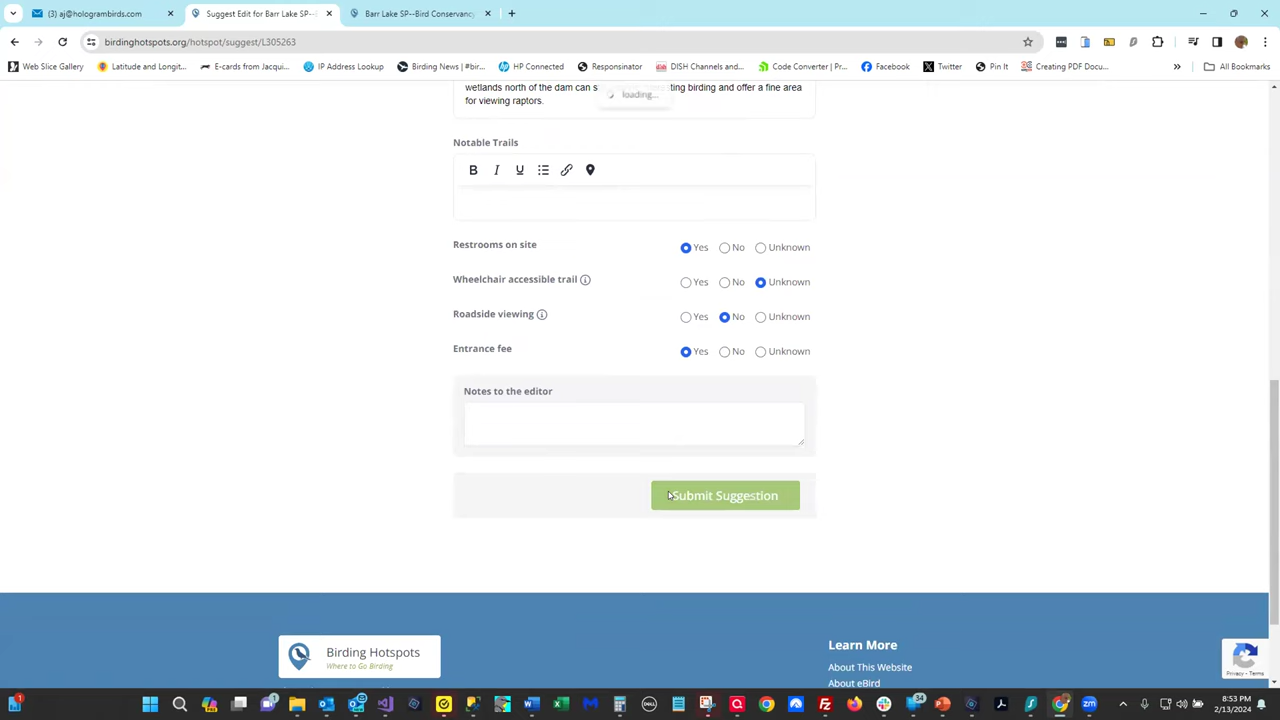 (3) aj@hologrambirds.com
Suggest Edit for Barr Lake SP--
Barr Lake SP--Bird Conservancy
birdinghotspots.org/hotspot/suggest/L305263
Web Slice Gallery
Latitude and Longit...
E-cards from Jacqui...
IP Address Lookup
Birding News | #bir...
HP Connected
Responsinator
DISH Channels and...
Code Converter | Pr...
Facebook
Twitter
Pin It
Creating PDF Docu...
»
All Bookmarks
wetlands north of the dam can
birding and offer a fine area
for viewing raptors.
loading...
Notable Trails
B I U
Restrooms on site Yes No Unknown
Wheelchair accessible trail Yes No Unknown
Roadside viewing Yes No Unknown
Entrance fee Yes No Unknown
Notes to the editor
Submit Suggestion
Birding Hotspots
Where to Go Birding
Learn More
About This Website
About eBird
Privacy - Terms
8:53 PM
2/13/2024